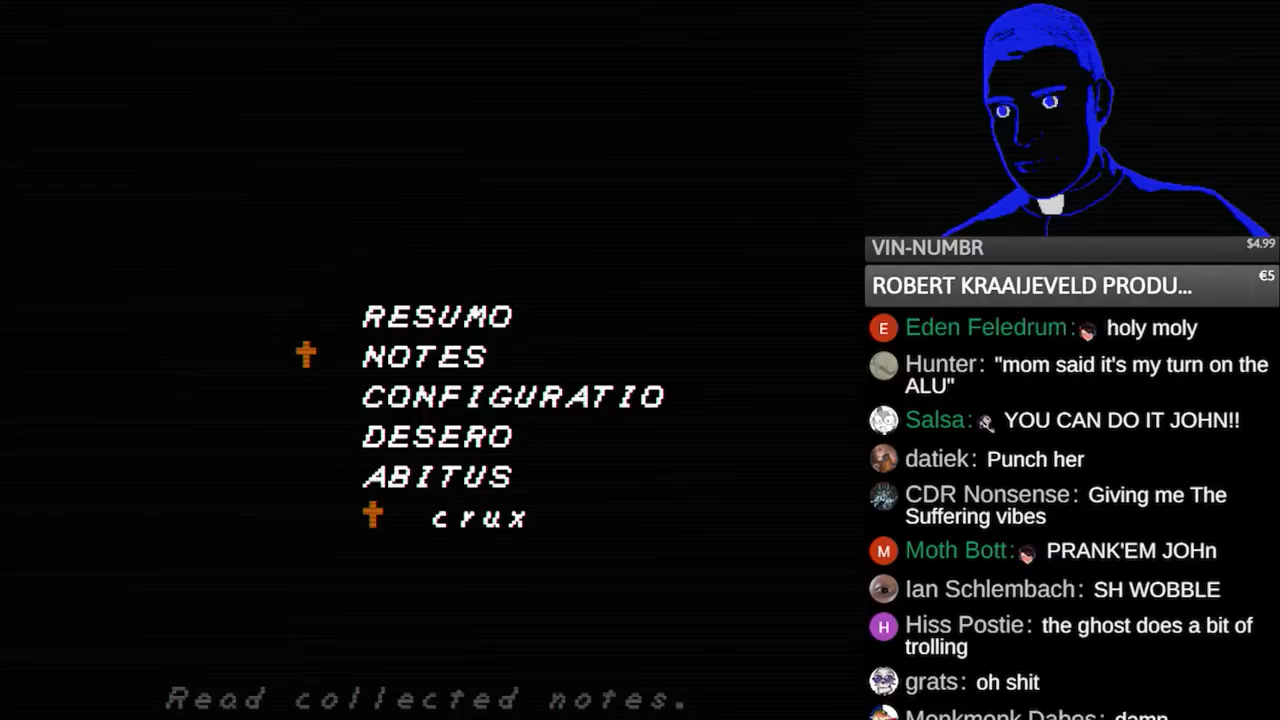 RESUMO
NOTES
CONFIGURATIO
DESERO
ABITUS
crux
Read collected notes.
VIN-NUMBR $4.99
ROBERT KRAAIJEVELD PRODU... €5
E Eden Feledrum: holy moly
Hunter: "mom said it's my turn on the
ALU"
Salsa: YOU CAN DO IT JOHN!!
datiek: Punch her
CDR Nonsense: Giving me The
Suffering vibes
M Moth Bott: PRANK'EM JOHn
Ian Schlembach: SH WOBBLE
H Hiss Postie: the ghost does a bit of
trolling
grats: oh shit
Monkmonk Dabes: damn